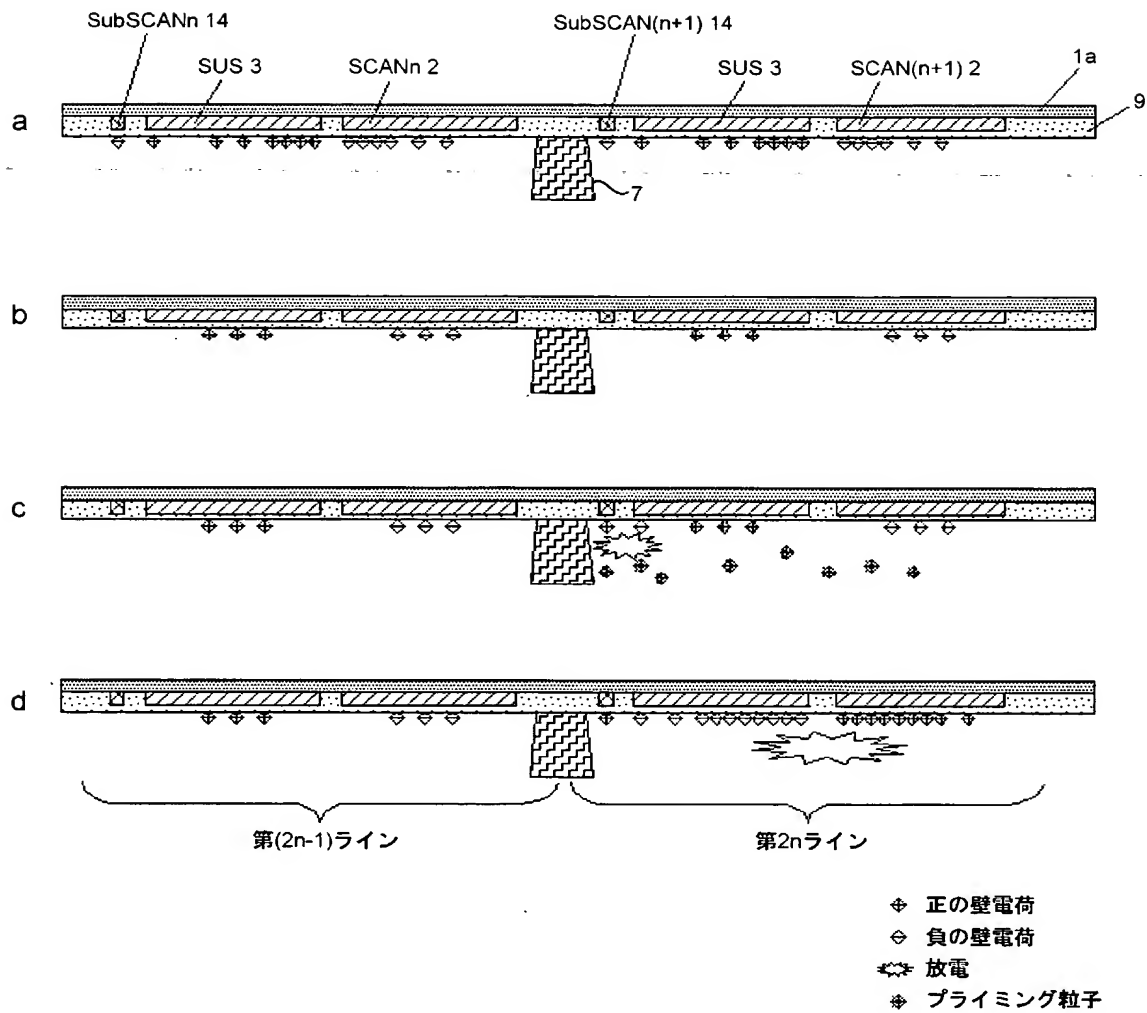 SubSCANn 14
SubSCAN(n+1) 14
SUS 3
SCANn 2
SUS 3
SCAN(n+1) 2
1a
a
9
7
b
c
d
第(2n-1)ライン
第2nライン
正の壁電荷
負の壁電荷
放電
プライミング粒子